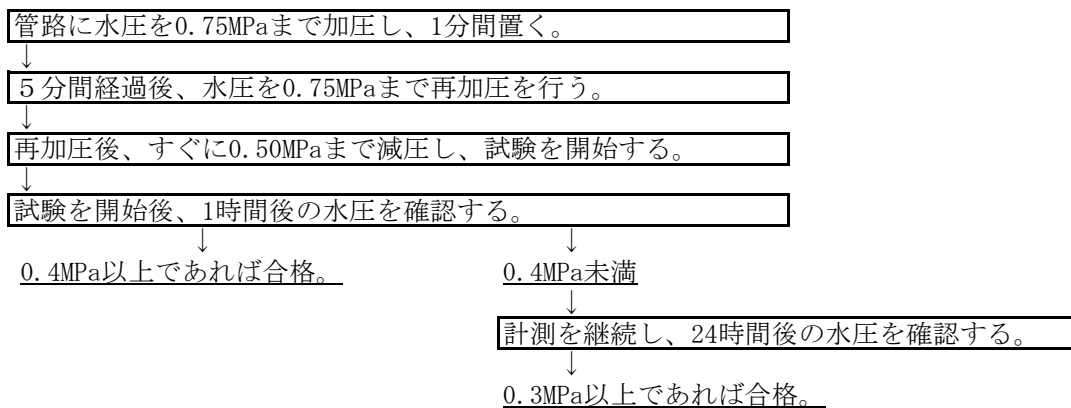 管路に水圧を0.75MPaまで加圧し、1分間置く。
↓
５分間経過後、水圧を0.75MPaまで再加圧を行う。
↓
再加圧後、すぐに0.50MPaまで減圧し、試験を開始する。
↓
試験を開始後、1時間後の水圧を確認する。
↓ ↓
0.4MPa以上であれば合格。 0.4MPa未満
↓
計測を継続し、24時間後の水圧を確認する。
↓
0.3MPa以上であれば合格。